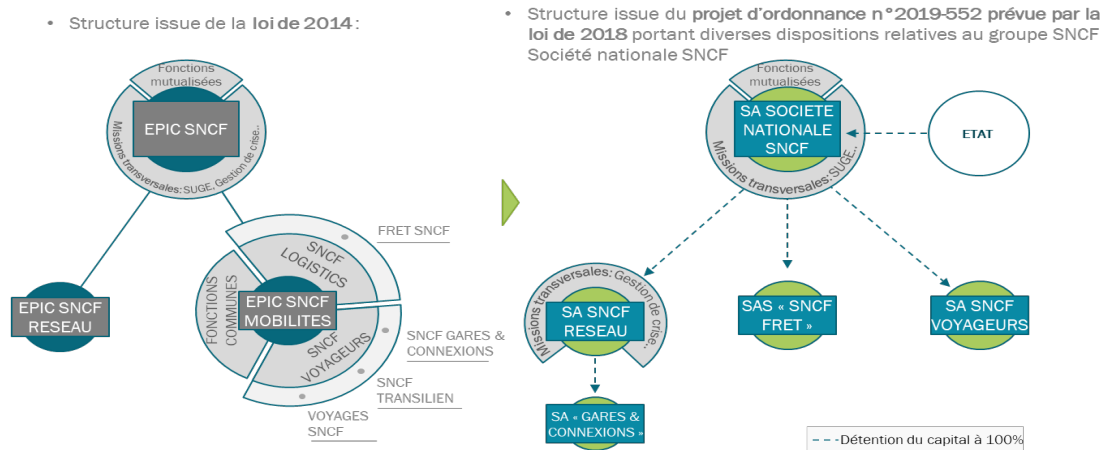 • Structure issue de la loi de 2014 :
Fonctions
mutualisées
EPIC SNCF
Missions transversales: SUGE. Gestion de crise..
EPIC SNCF
RESEAU
FRET SNCF
SNCF
LOGISTICS
FONCTIONS
COMMUNES
EPIC SNCF
MOBILITES
SNCF
VOYAGEURS
SNCF GARES &
CONNEXIONS
SNCF
TRANSILIEN
VOYAGES
SNCF
• Structure issue du projet d'ordonnance n°2019-552 prévue par la
loi de 2018 portant diverses dispositions relatives au groupe SNCF
Société nationale SNCF
Fonctions
mutualisées
SA SOCIETE
NATIONALE
SNCF
Missions transversales: SUGE..
ETAT
Missions transversales: Gestion de crise..
SA SNCF
RESEAU
SAS « SNCF
FRET »
SA SNCF
VOYAGEURS
SA « GARES &
CONNEXIONS »
---Détention du capital à 100%